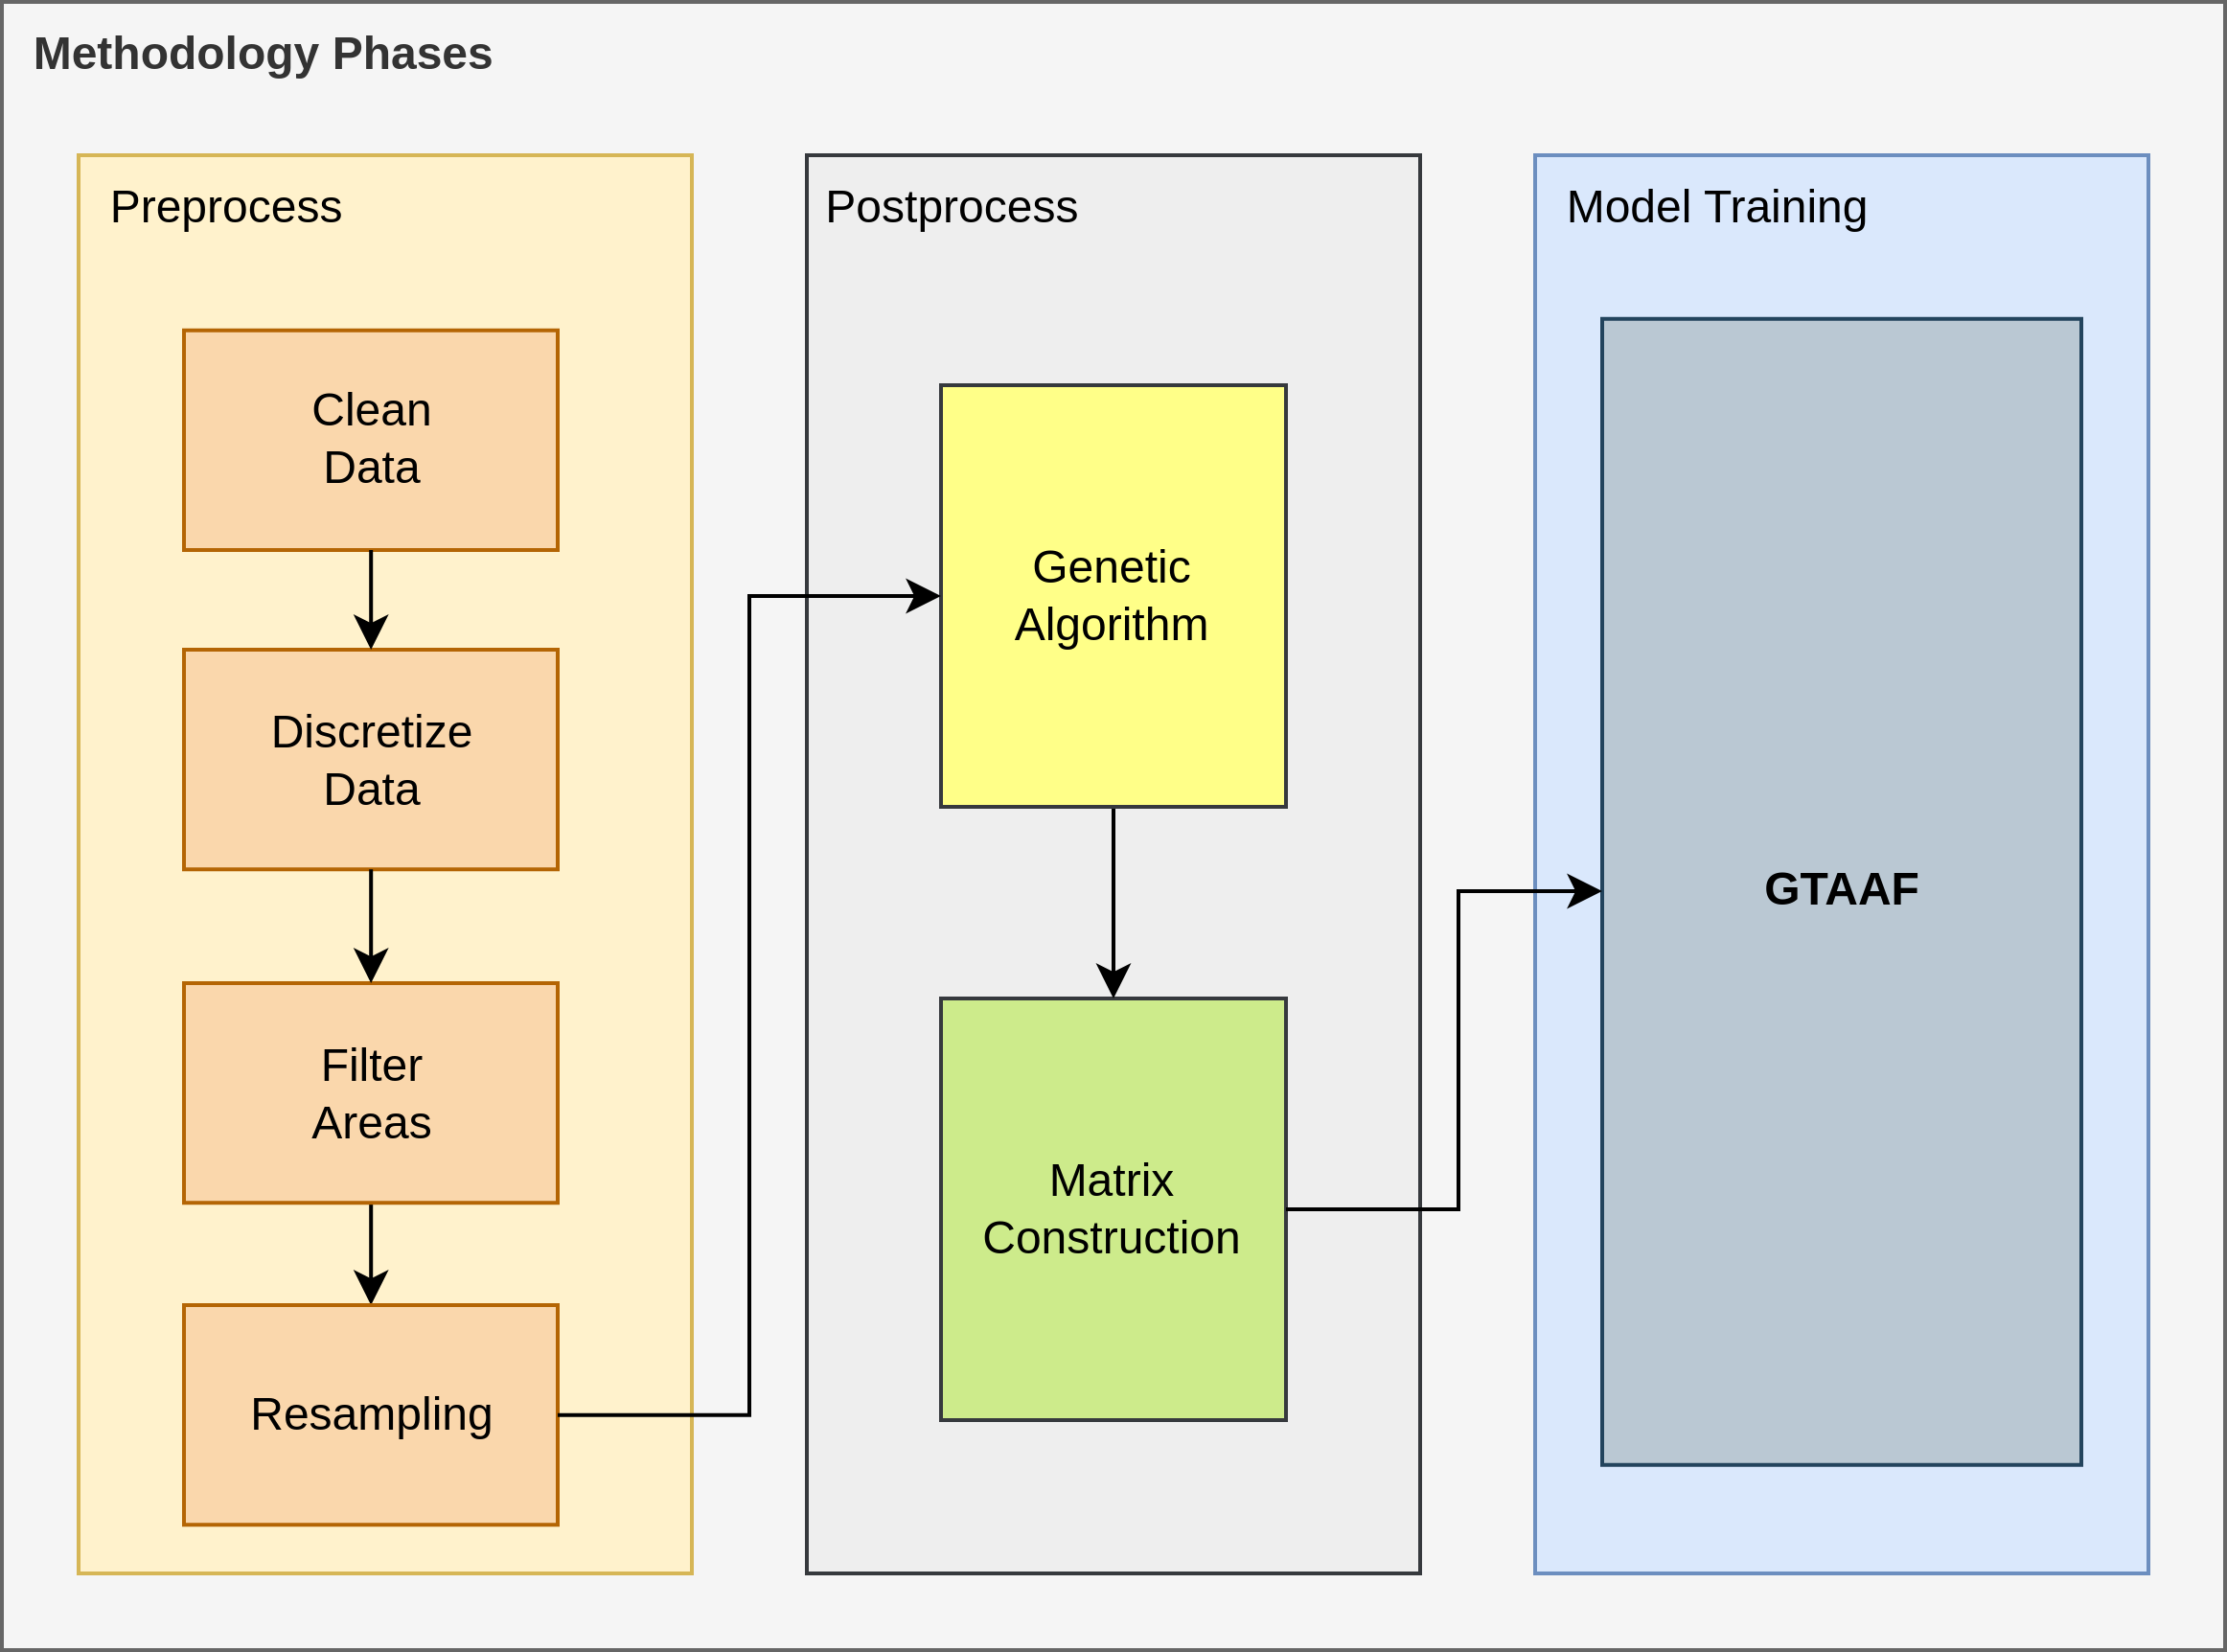 Methodology Phases
Preprocess
Clean
Data
Discretize
Data
Filter
Areas
Resampling
Postprocess
Genetic
Algorithm
Matrix
Construction
Model Training
GTAAF